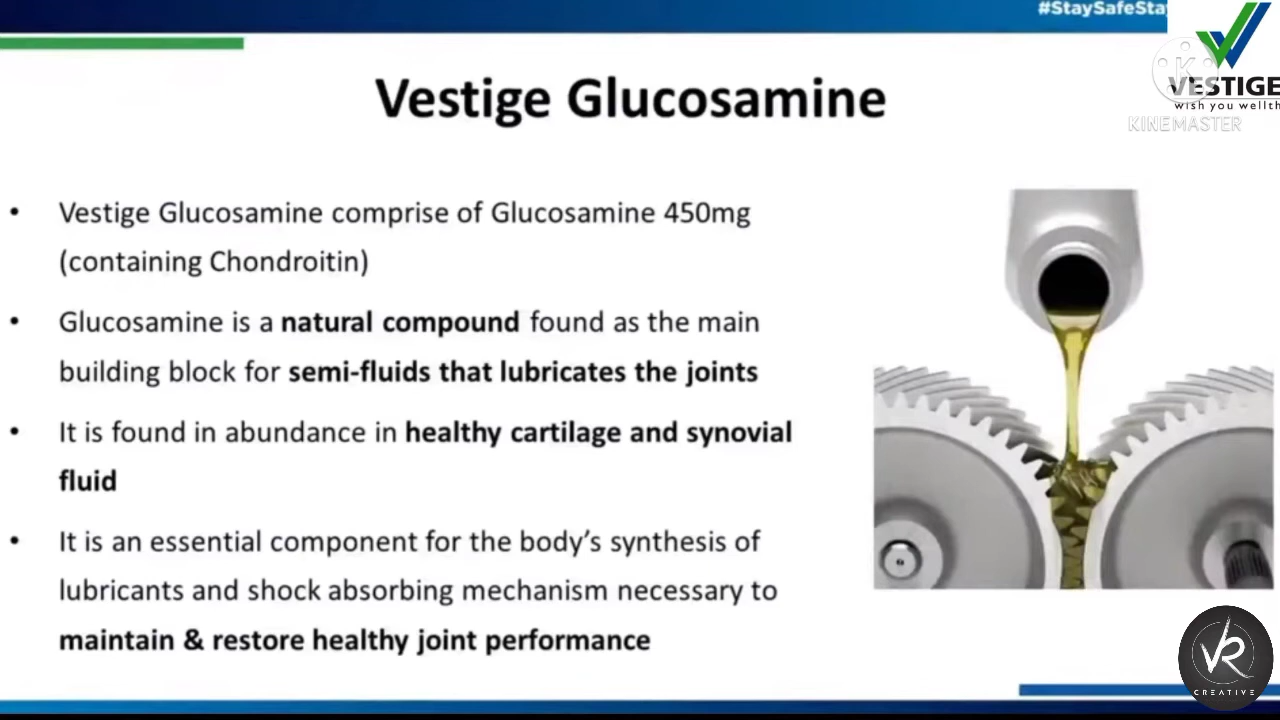 #StaySafeStay
VESTIGE
wish you wellth
KINEMASTER
Vestige Glucosamine
• Vestige Glucosamine comprise of Glucosamine 450mg
(containing Chondroitin)
• Glucosamine is a natural compound found as the main
building block for semi-fluids that lubricates the joints
• It is found in abundance in healthy cartilage and synovial
fluid
• It is an essential component for the body’s synthesis of
lubricants and shock absorbing mechanism necessary to
maintain & restore healthy joint performance
VR
CREATIVE